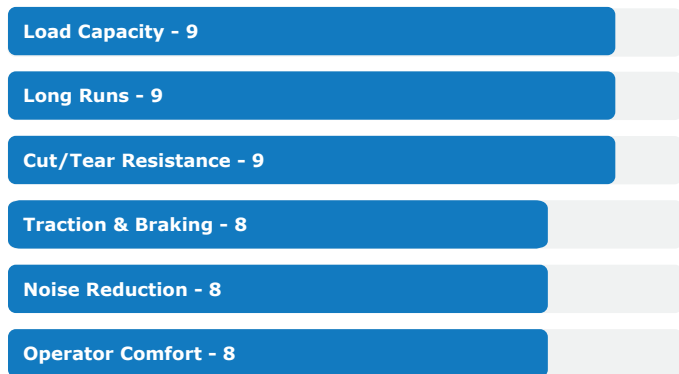 Load Capacity - 9
Long Runs - 9
Cut/Tear Resistance - 9
Traction & Braking - 8
Noise Reduction - 8
Operator Comfort - 8